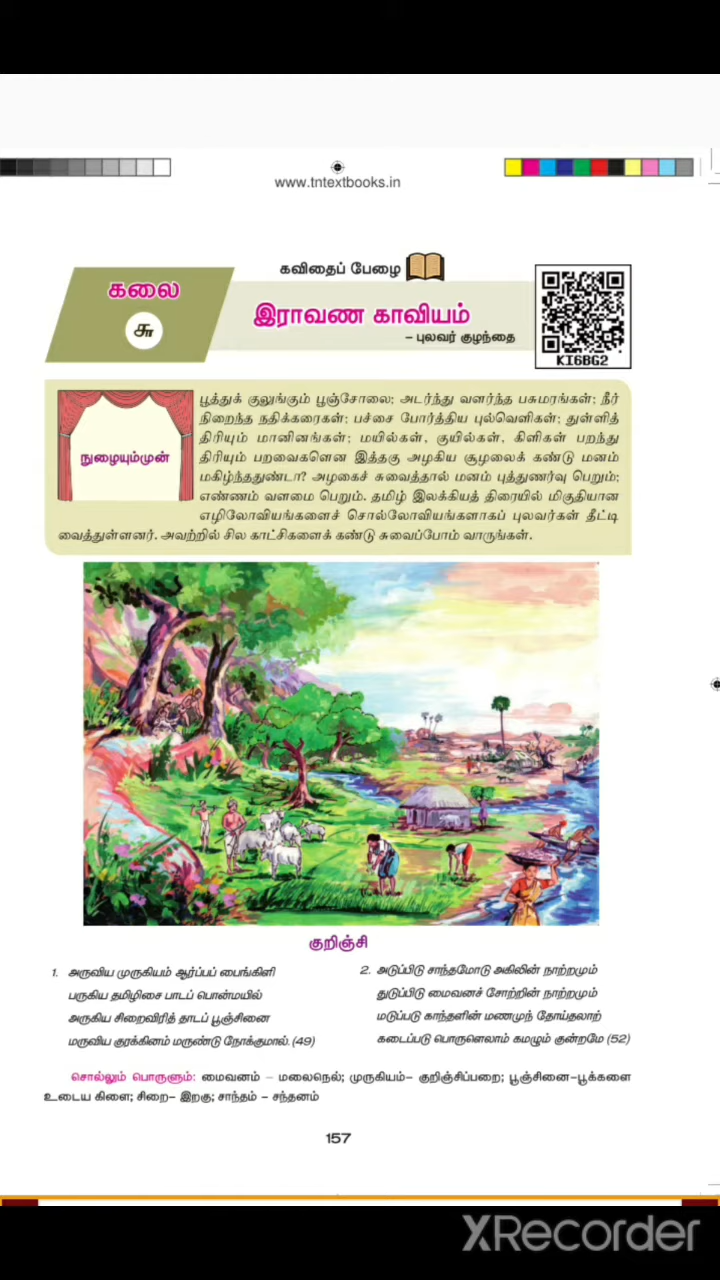 www.tntextbooks.in
கவிதைப் பேழை
கலை
சு
இராவண காவியம்
– புலவர் குழந்தை
KI6BG2
நுழையும்முன்
பூத்துக் குலுங்கும் பூஞ்சோலை; அடர்ந்து வளர்ந்த பசுமரங்கள்; நீர்
நிறைந்த நதிக்கரைகள்; பச்சை போர்த்திய புல்வெளிகள்; துள்ளித்
திரியும் மானினங்கள்; மயில்கள், குயில்கள், கிளிகள் பறந்து
திரியும் பறவைகளென இத்தகு அழகிய சூழலைக் கண்டு மனம்
மகிழ்ந்ததுண்டா? அழகைச் சுவைத்தால் மனம் புத்துணர்வு பெறும்;
எண்ணம் வளமை பெறும். தமிழ் இலக்கியத் திரையில் மிகுதியான
எழிலோவியங்களைச் சொல்லோவியங்களாகப் புலவர்கள் தீட்டி
வைத்துள்ளனர். அவற்றில் சில காட்சிகளைக் கண்டு சுவைப்போம் வாருங்கள்.
குறிஞ்சி
1. அருவிய முருகியம் ஆர்ப்பப் பைங்கிளி
பருகிய தமிழிசை பாடப் பொன்மயில்
அருகிய சிறைவிரித் தாடப் பூஞ்சினை
மருவிய குரக்கினம் மருண்டு நோக்குமால். (49)
2. அடுப்பிடு சாந்தமோடு அகிலின் நாற்றமும்
துடுப்பிடு மைவனச் சோற்றின் நாற்றமும்
மடுப்படு காந்தளின் மணமுந் தோய்தலாற்
கடைப்படு பொருளெலாம் கமழும் குன்றமே (52)
சொல்லும் பொருளும்: மைவனம் – மலைநெல்; முருகியம்– குறிஞ்சிப்பறை; பூஞ்சினை–பூக்களை
உடைய கிளை; சிறை– இறகு; சாந்தம் – சந்தனம்
157
XRecorder